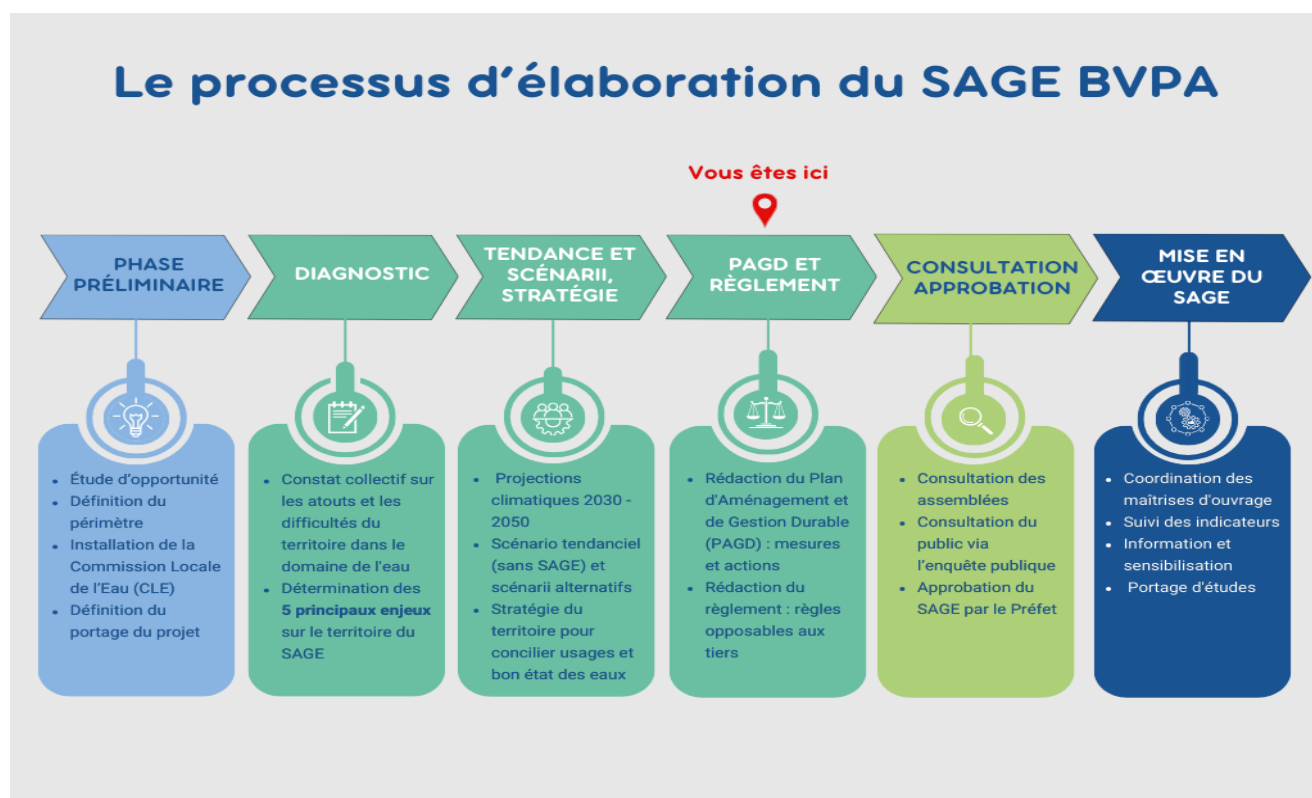 Le processus d'élaboration du SAGE BVPA
Vous êtes ici
PHASE
PRÉLIMINAIRE
DIAGNOSTIC
TENDANCE ET
SCÉNARII,
STRATÉGIE
PAGD ET
RÈGLEMENT
CONSULTATION
APPROBATION
MISE EN
ŒUVRE DU
SAGE
• Étude d'opportunité
• Définition du
périmètre
• Installation de la
Commission Locale
de l'Eau (CLE)
• Définition du
portage du projet
• Constat collectif sur
les atouts et les
difficultés du
territoire dans le
domaine de l'eau
• Détermination des
5 principaux enjeux
sur le territoire du
SAGE
• Projections
climatiques 2030 -
2050
• Scénario tendanciel
(sans SAGE) et
scénarii alternatifs
• Stratégie du
territoire pour
concilier usages et
bon état des eaux
• Rédaction du Plan
d'Aménagement et
de Gestion Durable
(PAGD) : mesures
et actions
• Rédaction du
règlement : règles
opposables aux
tiers
• Consultation des
assemblées
• Consultation du
public via
l'enquête publique
• Approbation du
SAGE par le Préfet
• Coordination des
maîtrises d'ouvrage
• Suivi des indicateurs
• Information et
sensibilisation
• Portage d'études